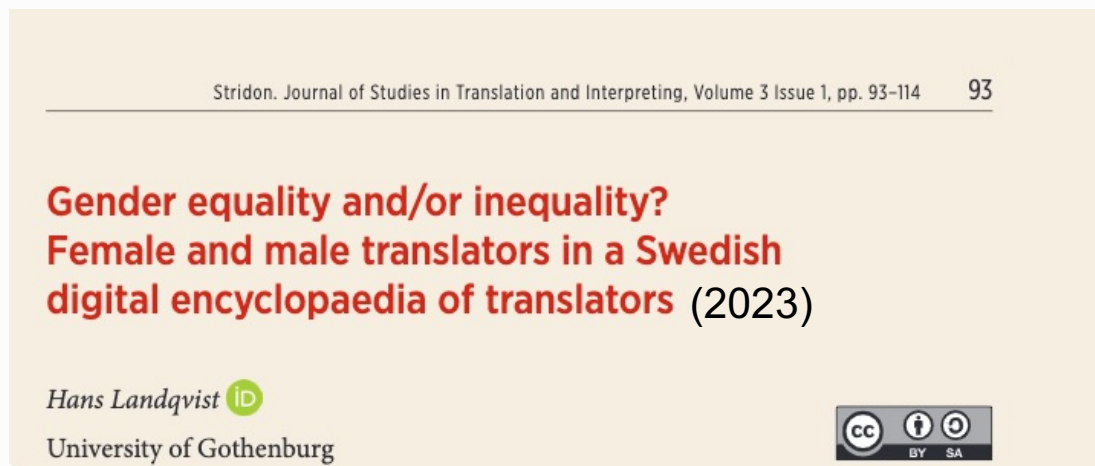 Stridon. Journal of Studies in Translation and Interpreting, Volume 3 Issue 1, pp. 93–114 93
Gender equality and/or inequality?
Female and male translators in a Swedish
digital encyclopaedia of translators (2023)
Hans Landqvist iD
University of Gothenburg
cc BY SA